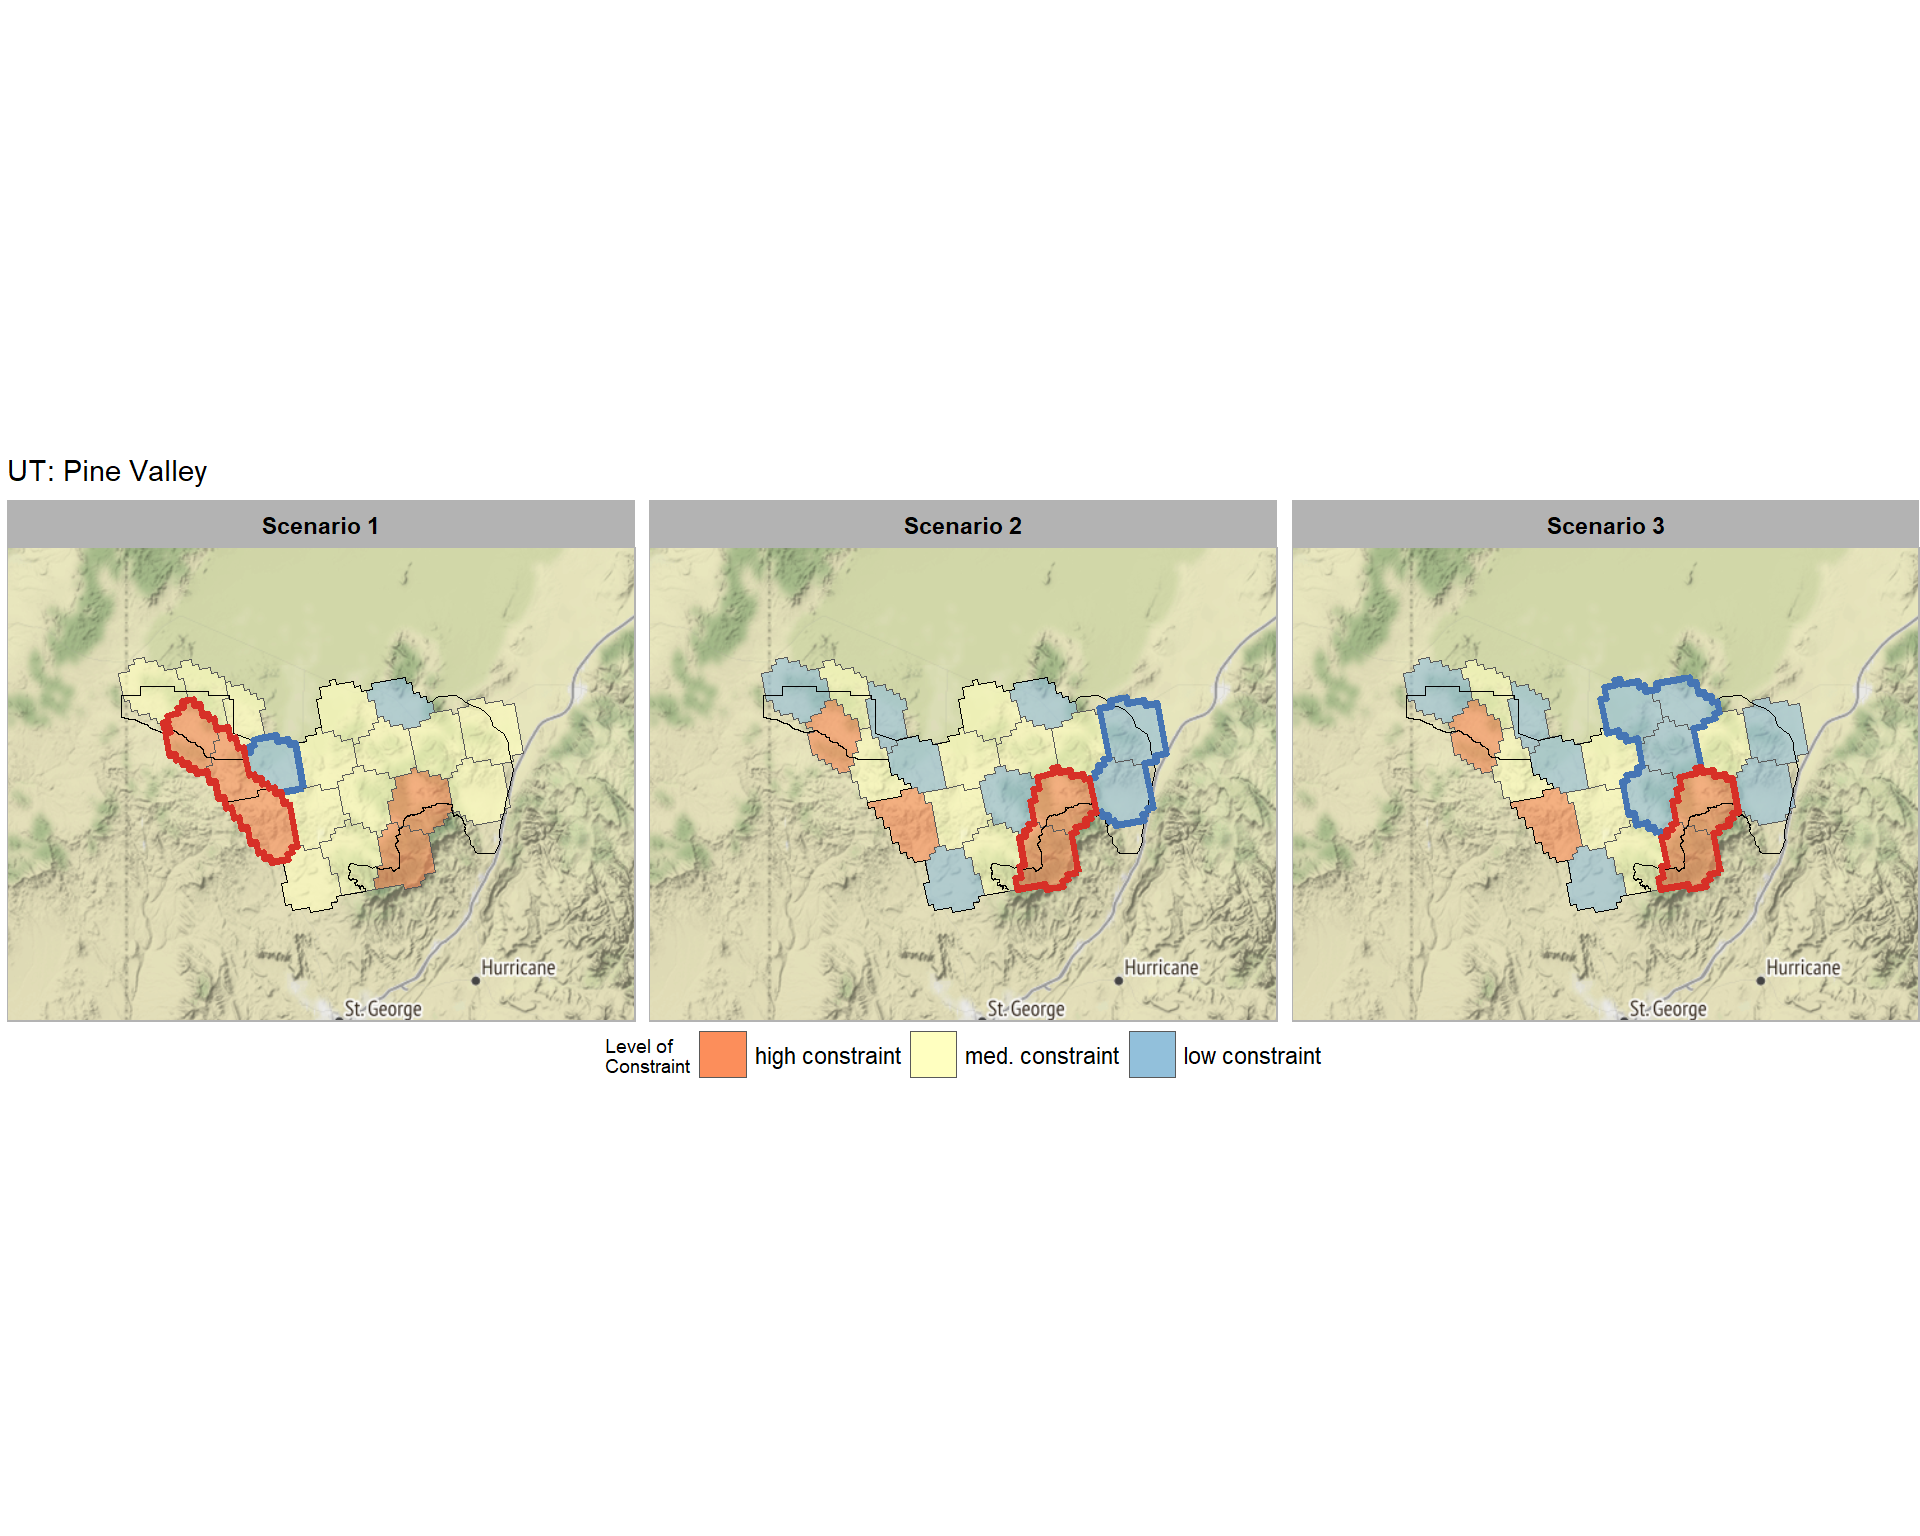 UT: Pine Valley
Scenario 1
Scenario 2
Scenario 3
Hurricane
St. George
Hurricane
St. George
Hurricane
St. George
Level of
Constraint
high constraint
med. constraint
low constraint